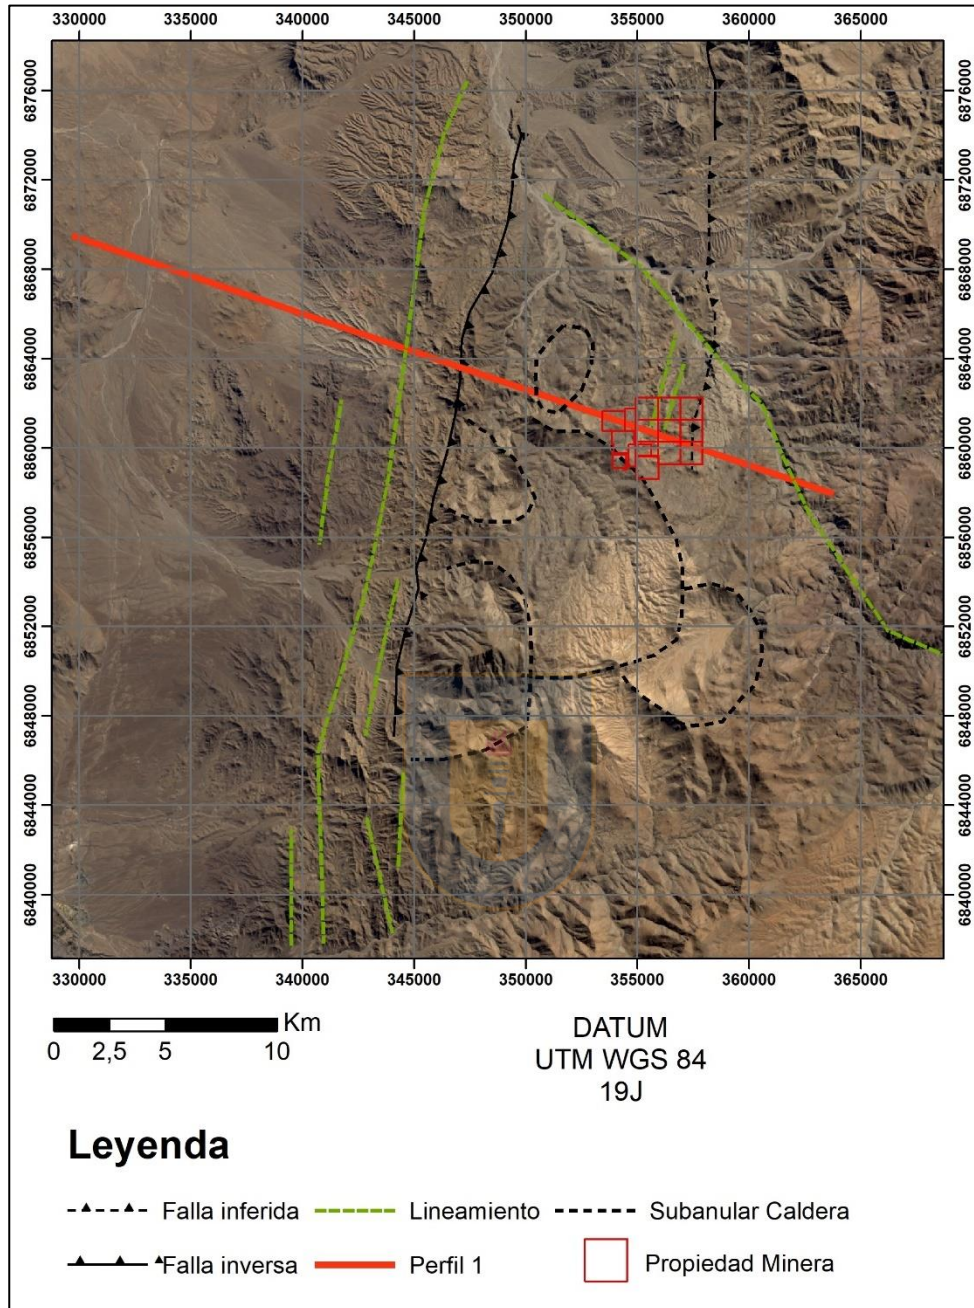 330000 335000 340000 345000 350000 355000 360000 365000
6876000 6876000
6872000 6872000
6868000 6868000
6864000 6864000
6860000 6860000
6856000 6856000
6852000 6852000
6848000 6848000
6844000 6844000
6840000 6840000
330000 335000 340000 345000 350000 355000 360000 365000
Km
0 2,5 5 10
DATUM
UTM WGS 84
19J
Leyenda
Falla inferida Lineamiento Subanular Caldera
Falla inversa Perfil 1 Propiedad Minera